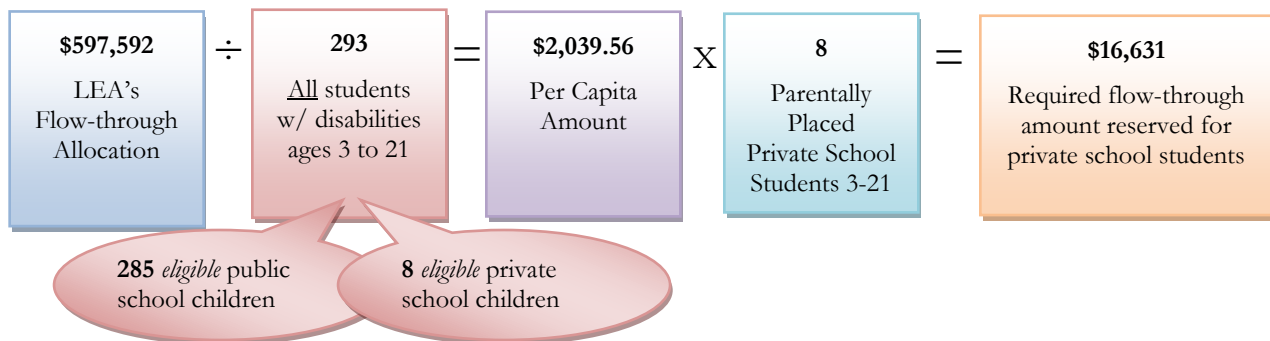 $597,592
LEA's
Flow-through
Allocation
÷
293
All students
w/ disabilities
ages 3 to 21
=
$2,039.56
Per Capita
Amount
x
8
Parentally
Placed
Private School
Students 3-21
=
$16,631
Required flow-through
amount reserved for
private school students
285 eligible public
school children
8 eligible private
school children